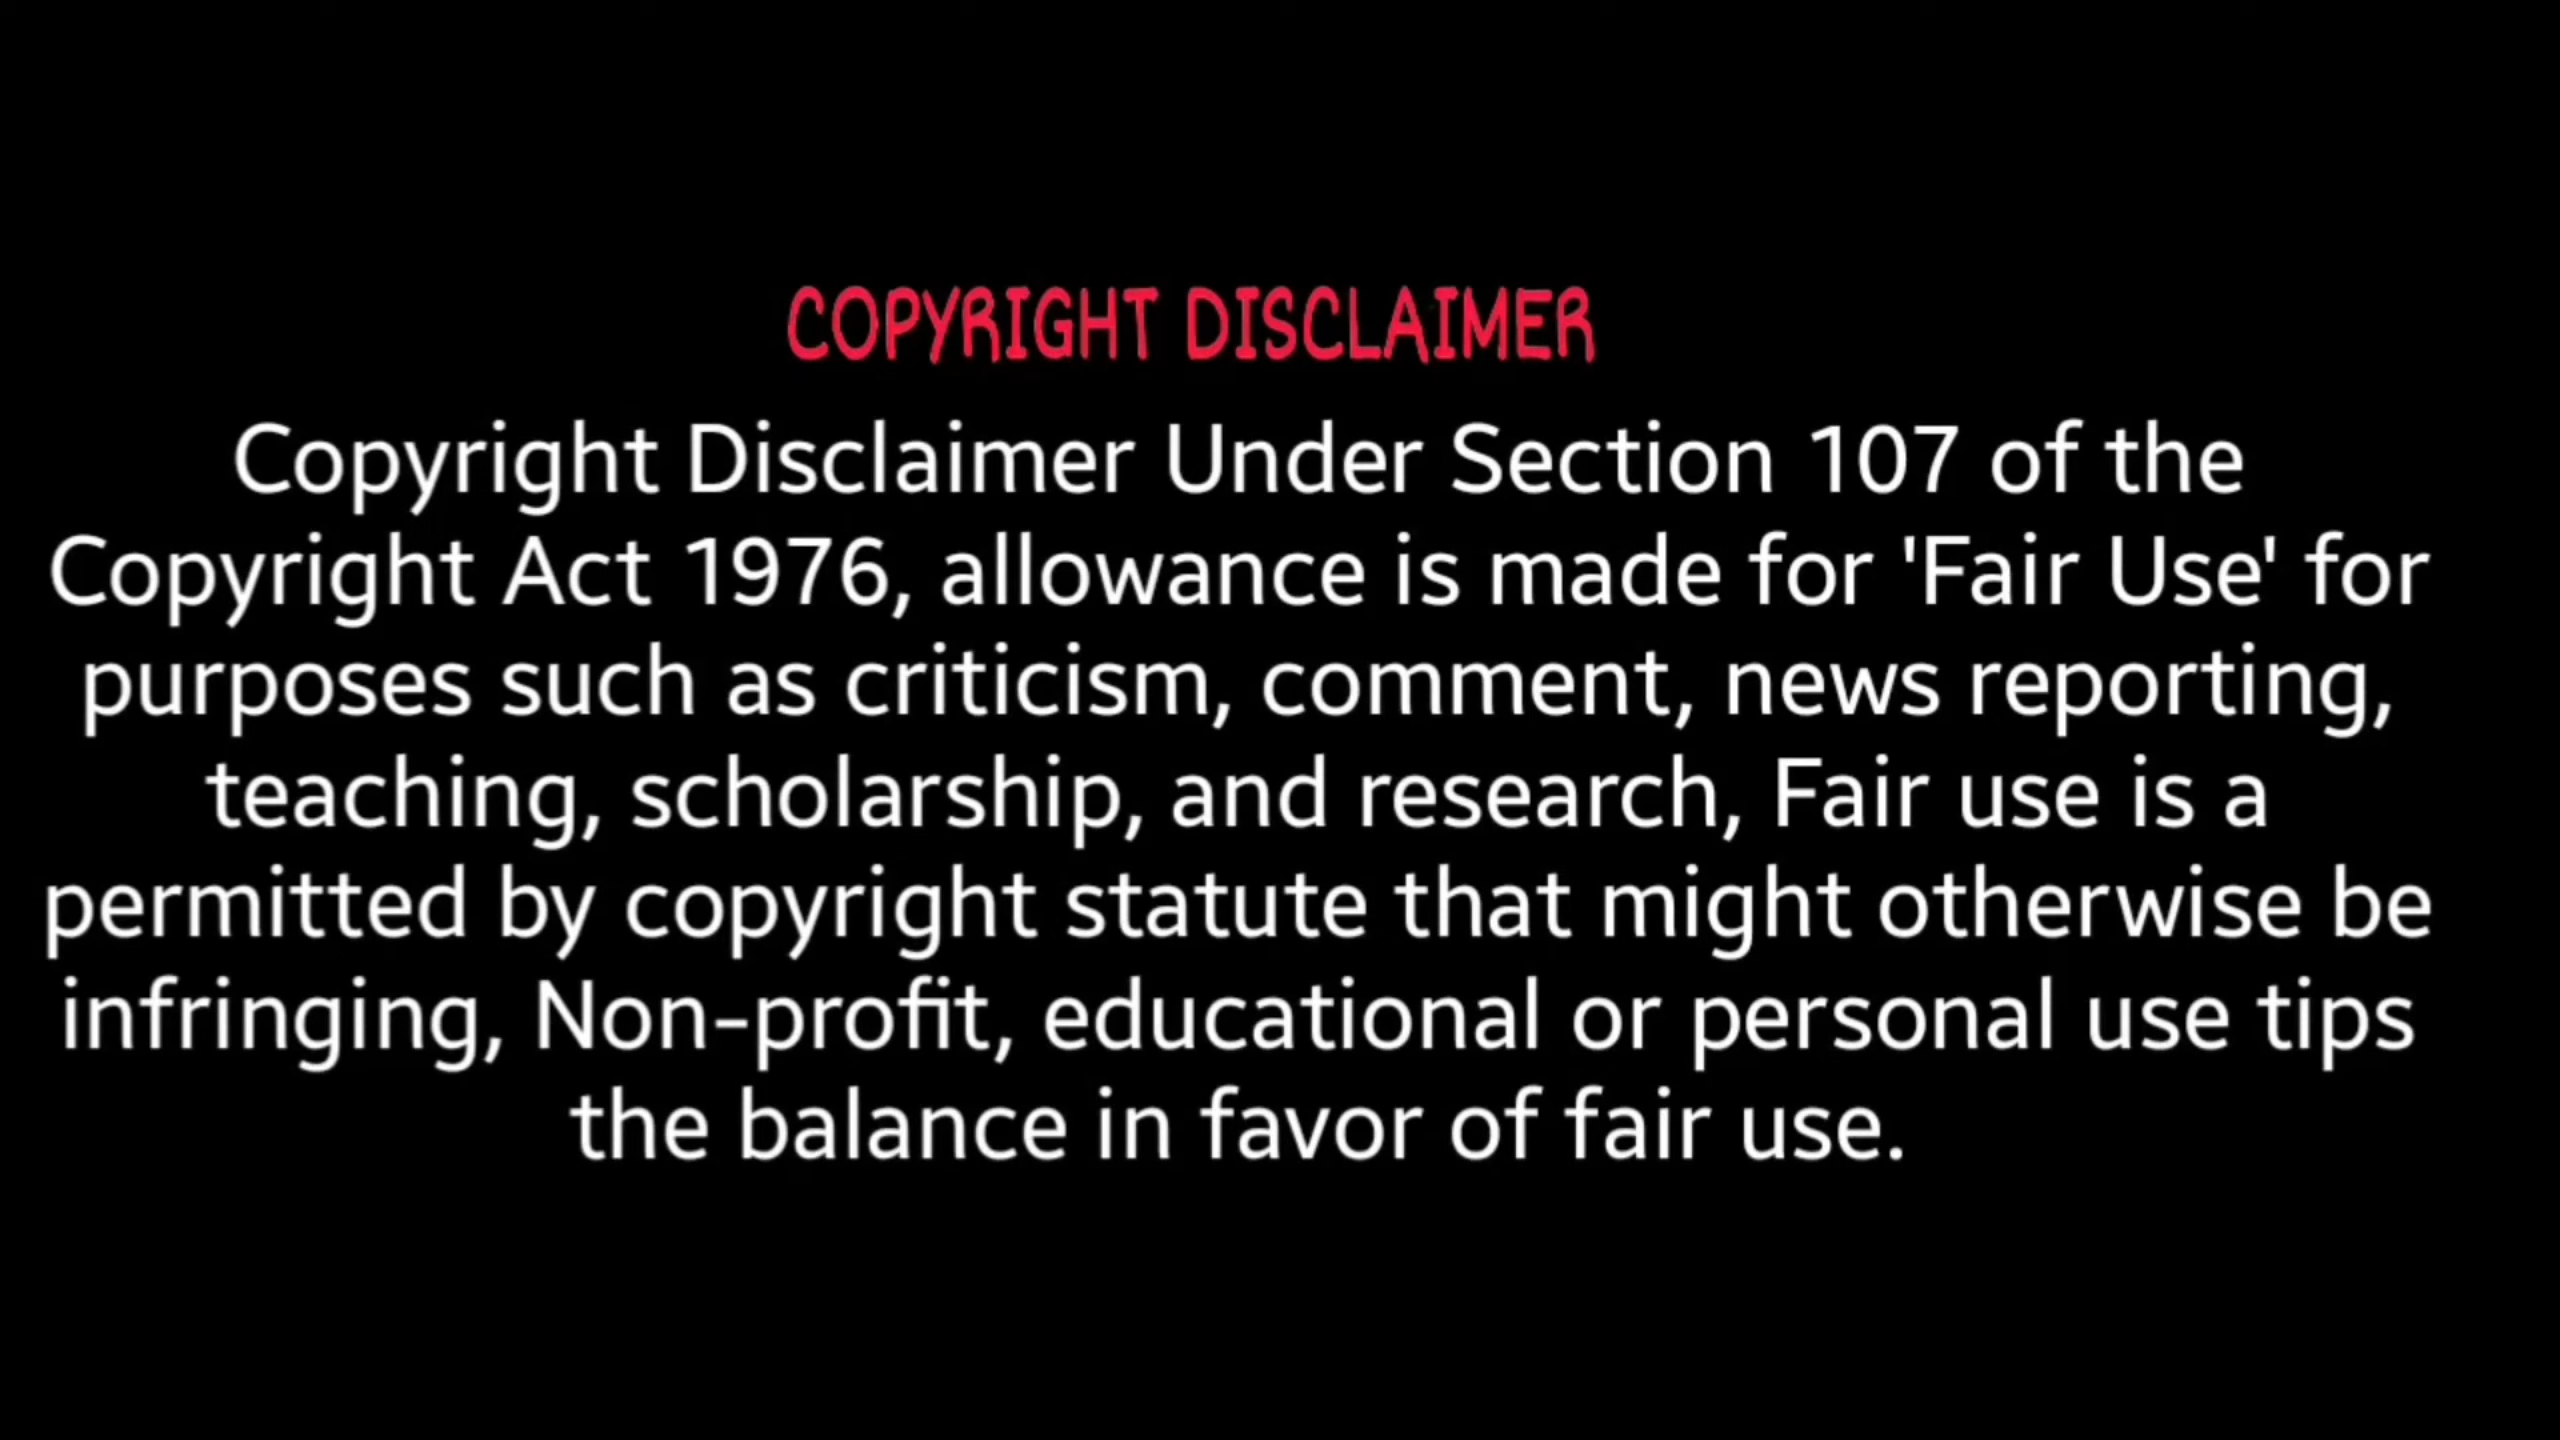 COPYRIGHT DISCLAIMER
Copyright Disclaimer Under Section 107 of the
Copyright Act 1976, allowance is made for 'Fair Use' for
purposes such as criticism, comment, news reporting,
teaching, scholarship, and research, Fair use is a
permitted by copyright statute that might otherwise be
infringing, Non-profit, educational or personal use tips
the balance in favor of fair use.